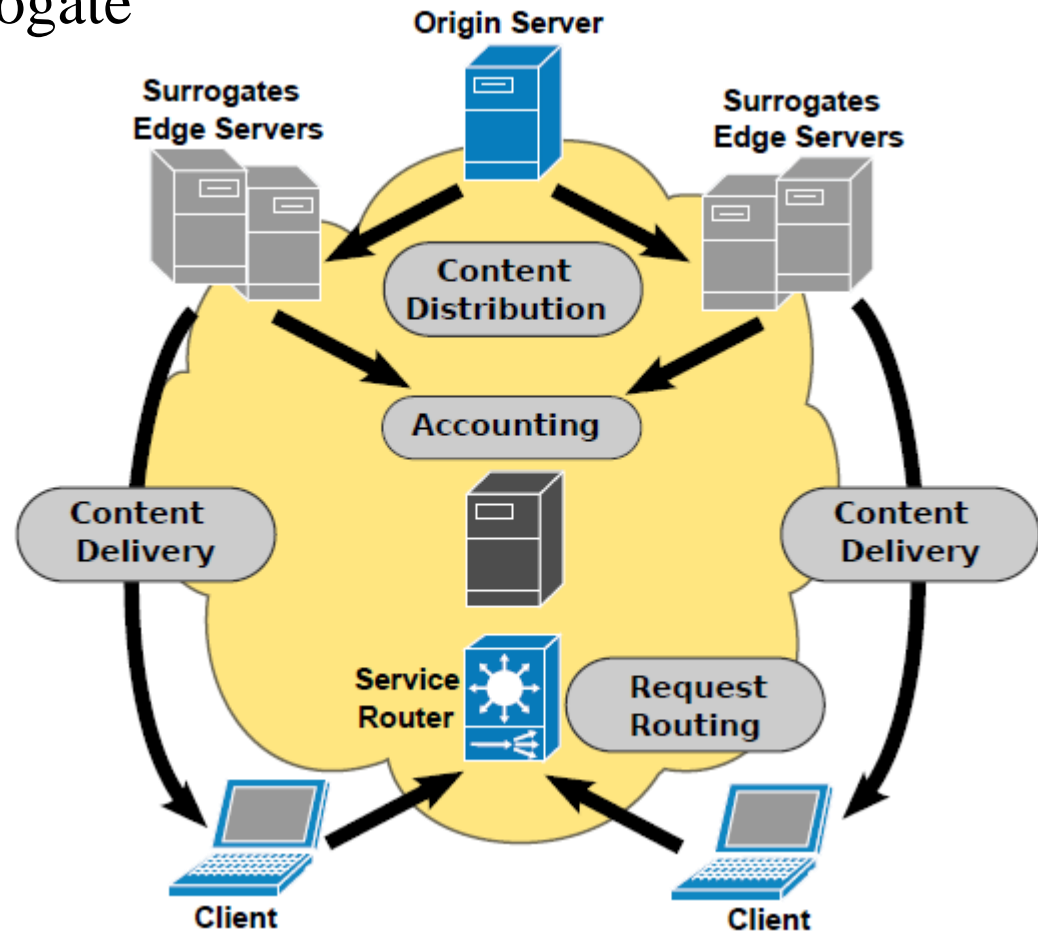 ogate
Origin Server
Surrogates
Edge Servers
Surrogates
Edge Servers
Content
Distribution
Accounting
Content
Delivery
Content
Delivery
Service
Router
Request
Routing
Client
Client